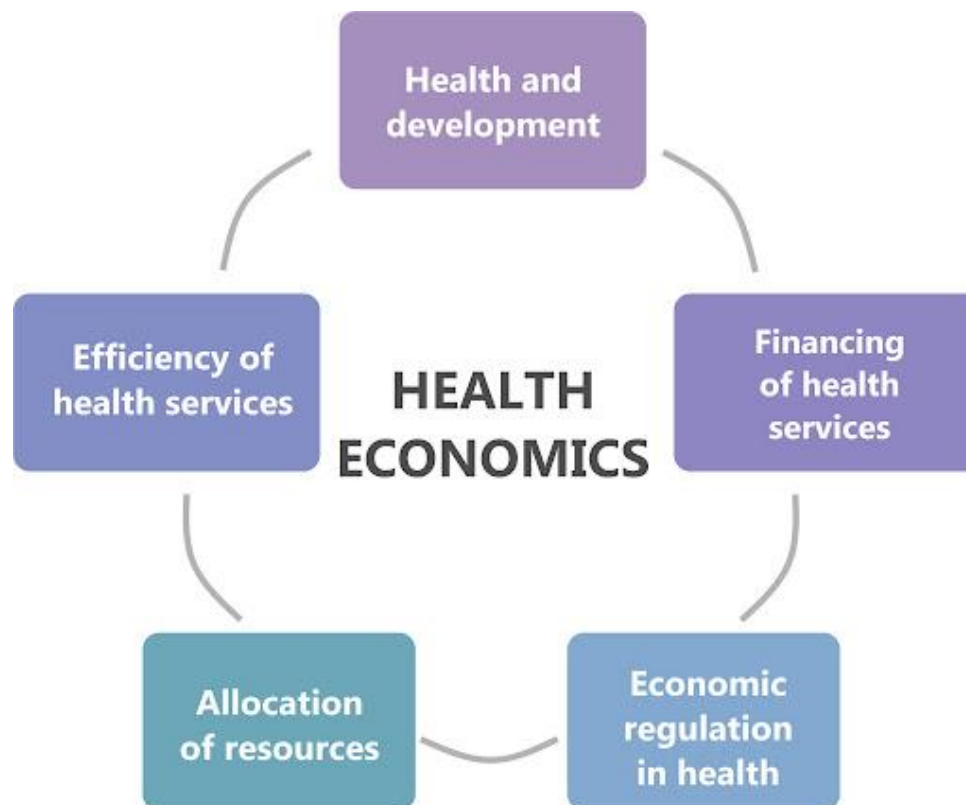 Health and
development
Efficiency of
health services
HEALTH
ECONOMICS
Financing
of health
services
Allocation
of resources
Economic
regulation
in health